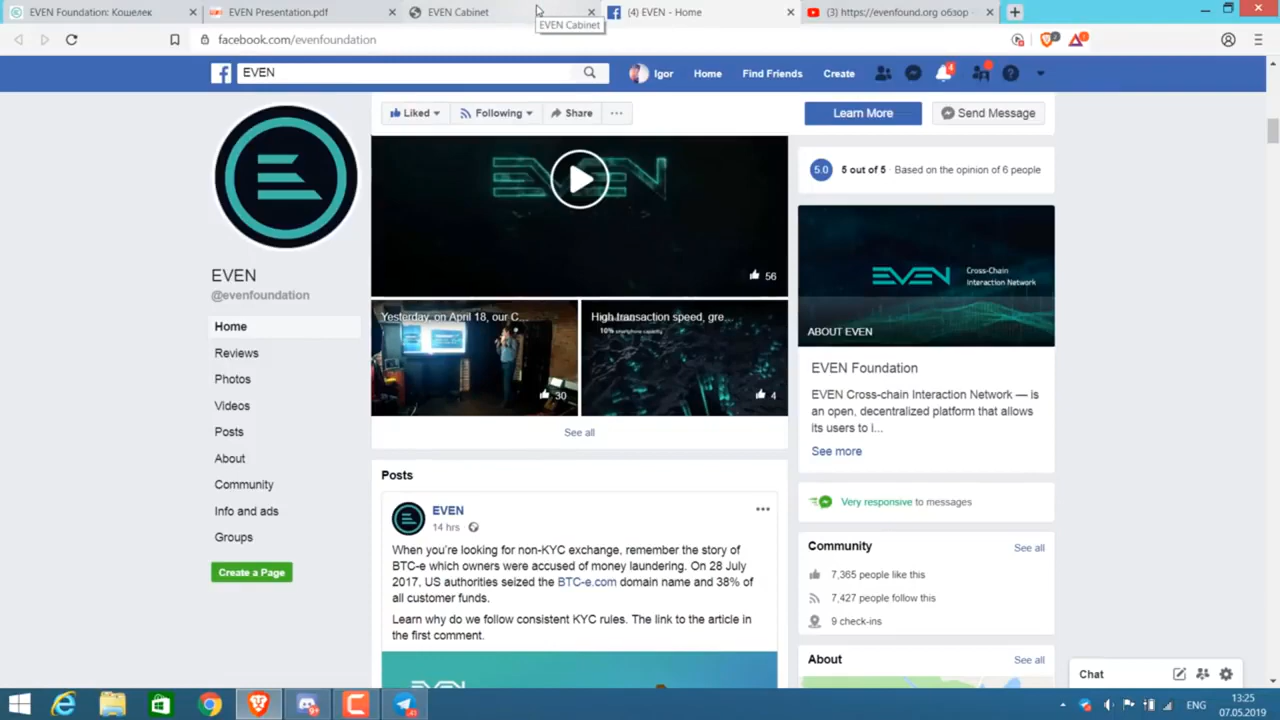 EVEN Foundation: Кошелек
EVEN Presentation.pdf
EVEN Cabinet
(4) EVEN - Home
(3) https://evenfound.org обзор -
EVEN Cabinet
facebook.com/evenfoundation
EVEN
Igor
Home
Find Friends
Create
4
Liked
Following
Share
Learn More
Send Message
EVEN
56
Yesterday, on April 18, our C...
30
High transaction speed, gre...
10% smartphone capability
4
See all
EVEN
@evenfoundation
Home
Reviews
Photos
Videos
Posts
About
Community
Info and ads
Groups
Create a Page
Posts
EVEN
14 hrs
When you're looking for non-KYC exchange, remember the story of
BTC-e which owners were accused of money laundering. On 28 July
2017, US authorities seized the BTC-e.com domain name and 38% of
all customer funds.
Learn why do we follow consistent KYC rules. The link to the article in
the first comment.
5.0
5 out of 5
Based on the opinion of 6 people
EVEN
Cross-Chain
Interaction Network
ABOUT EVEN
EVEN Foundation
EVEN Cross-chain Interaction Network — is
an open, decentralized platform that allows
its users to i...
See more
Very responsive to messages
Community
See all
7,365 people like this
7,427 people follow this
9 check-ins
About
See all
Chat
ENG
13:25
07.05.2019